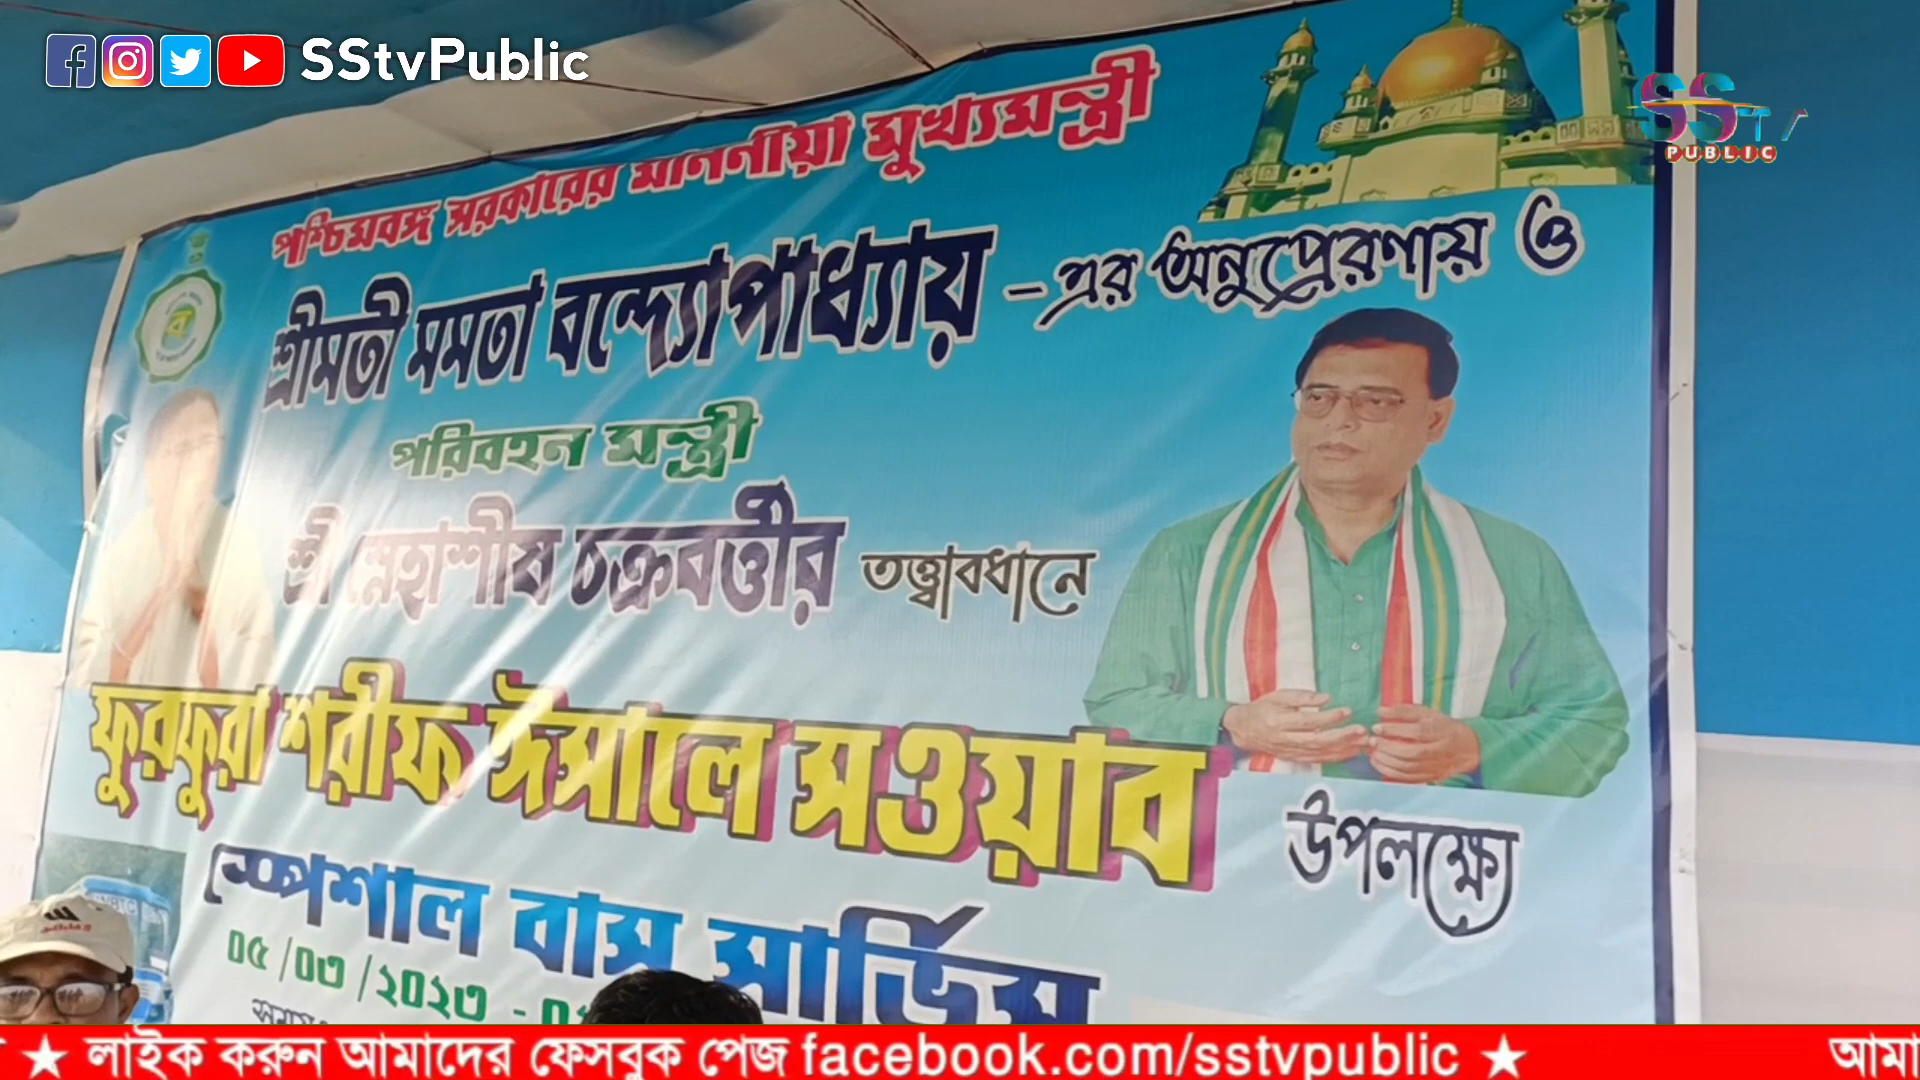 SStvPublic
SSTV
PUBLIC
পশ্চিমবঙ্গ সরকারের মাননীয়া মুখ্যমন্ত্রী
শ্রীমতী মমতা বন্দ্যোপাধ্যায় - এর অনুপ্রেরণায় ও
পরিবহন মন্ত্রী
শ্রী স্নেহাশীষ চক্রবর্ত্তীর তত্ত্বাবধানে
ফুরফুরা শরীফ ঈসালে সওয়াব উপলক্ষ্যে
স্পেশাল বাস সার্ভিস
০৫/০৩/২০২৩ -
★ লাইক করুন আমাদের ফেসবুক পেজ facebook.com/sstvpublic ★